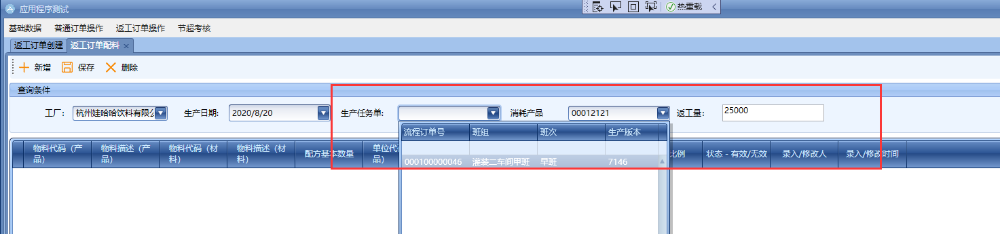 应用程序测试
热重载
基础数据 普通订单操作 返工订单操作 节超考核
返工订单创建 返工订单配料
新增 保存 删除
查询条件
工厂: 杭州娃哈哈饮料有限 生产日期: 2020/8/20 生产任务单: 消耗产品 00012121 返工量: 25000
流程订单号 班组 班次 生产版本
000100000046 灌装二车间甲班 早班 7146
物料代码（产品） 物料描述（产品） 物料代码（材料） 物料描述（材料） 配方基本数量 单位代 品） 比例 状态 - 有效/无效 录入/修改人 录入/修改时间